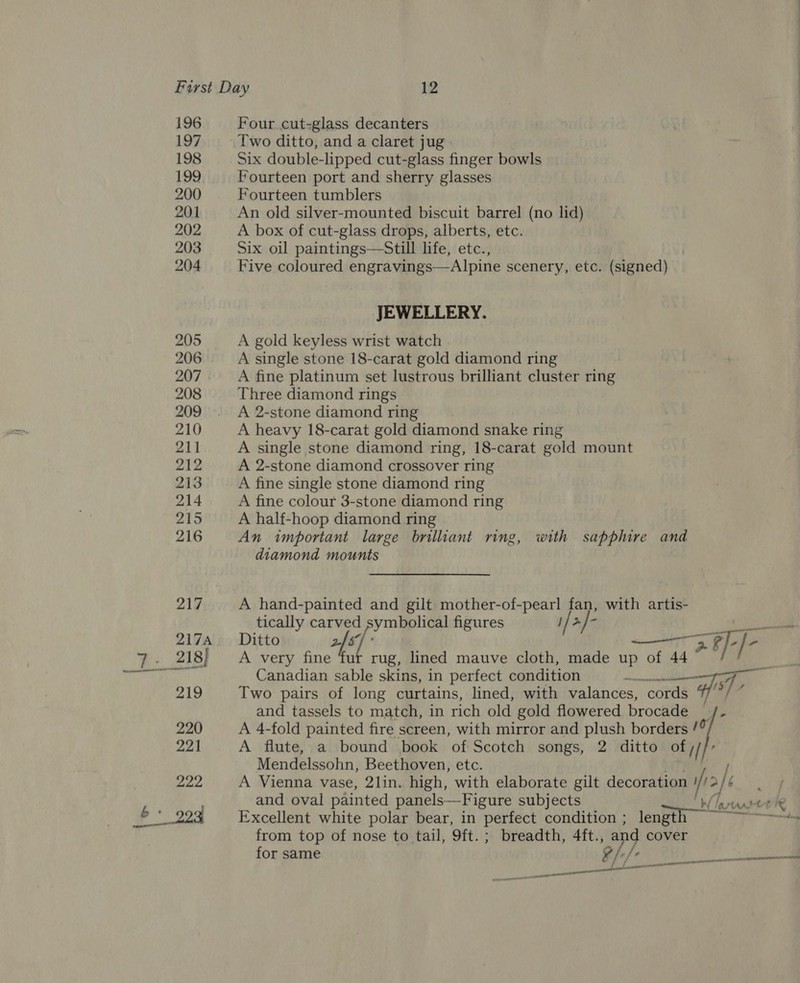 First Day 12
196 Four cut-glass decanters
197 Two ditto, and a claret jug
198 Six double-lipped cut-glass finger bowls
199 Fourteen port and sherry glasses
200 Fourteen tumblers
201 An old silver-mounted biscuit barrel (no lid)
202 A box of cut-glass drops, alberts, etc.
203 Six oil paintings—Still life, etc.,
204 Five coloured engravings—Alpine scenery, etc. (signed)
JEWELLERY.
205 A gold keyless wrist watch
206 A single stone 18-carat gold diamond ring
207 A fine platinum set lustrous brilliant cluster ring
208 Three diamond rings
209 A 2-stone diamond ring
210 A heavy 18-carat gold diamond snake ring
211 A single stone diamond ring, 18-carat gold mount
212 A 2-stone diamond crossover ring
213 A fine single stone diamond ring
214 A fine colour 3-stone diamond ring
215 A half-hoop diamond ring
216 An important large brilliant ring, with sapphire and
diamond mounts
217 A hand-painted and gilt mother-of-pearl fan, with artis-
tically carved symbolical figures 1/2/-
217A Ditto 2/5/-
7. 218 A very fine fur rug, lined mauve cloth, made up of 44 28/-/-
Canadian sable skins, in perfect condition
219 Two pairs of long curtains, lined, with valances, cords 4/5/-
and tassels to match, in rich old gold flowered brocade
220 A 4-fold painted fire screen, with mirror and plush borders
221 A flute, a bound book of Scotch songs, 2 ditto of
Mendelssohn, Beethoven, etc.
222 A Vienna vase, 21in. high, with elaborate gilt decoration
and oval painted panels—Figure subjects
6. 223 Excellent white polar bear, in perfect condition ; length
from top of nose to tail, 9ft. ; breadth, 4ft., and cover
for same 8/-/-